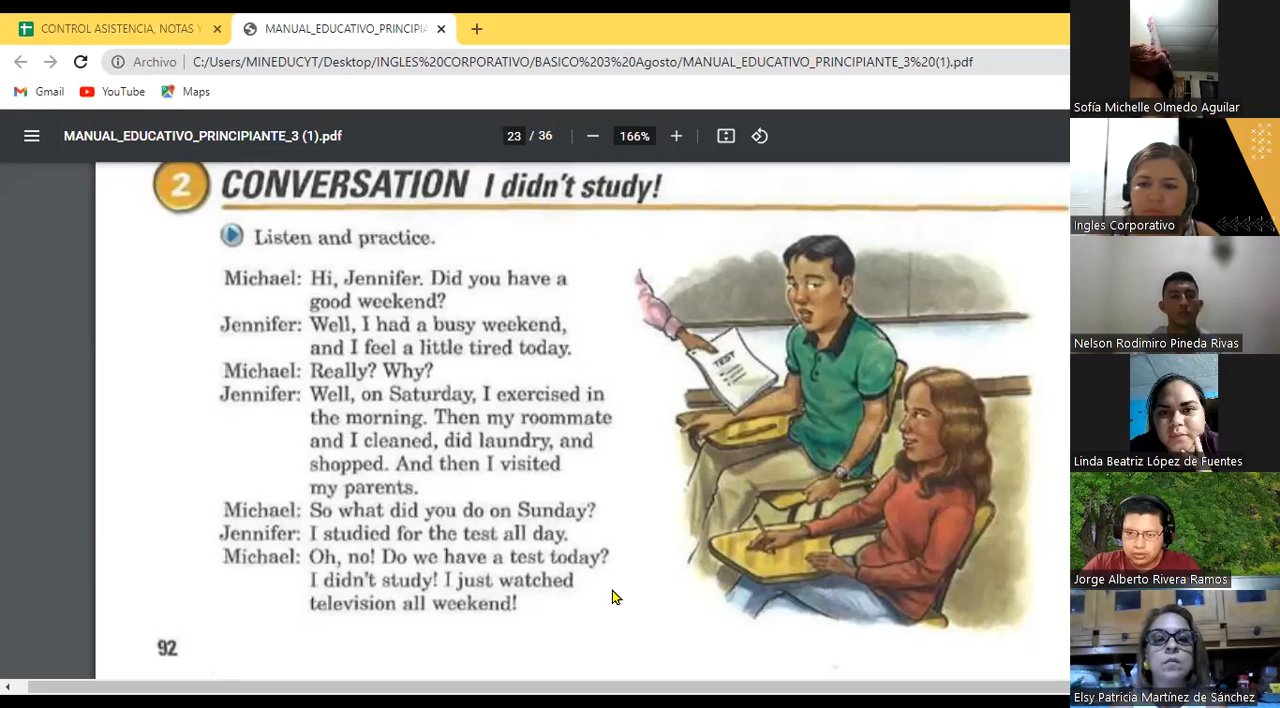 CONTROL ASISTENCIA, NOTAS Y
MANUAL_EDUCATIVO_PRINCIPIA
Archivo
C:/Users/MINEDUCYT/Desktop/INGLES%20CORPORATIVO/BASICO%203%20Agosto/MANUAL_EDUCATIVO_PRINCIPIANTE_3%20(1).pdf
Gmail YouTube Maps
MANUAL_EDUCATIVO_PRINCIPIANTE_3 (1).pdf
23 / 36
166%
2 CONVERSATION I didn't study!
Listen and practice.
Michael: Hi, Jennifer. Did you have a
good weekend?
Jennifer: Well, I had a busy weekend,
and I feel a little tired today.
Michael: Really? Why?
Jennifer: Well, on Saturday, I exercised in
the morning. Then my roommate
and I cleaned, did laundry, and
shopped. And then I visited
my parents.
Michael: So what did you do on Sunday?
Jennifer: I studied for the test all day.
Michael: Oh, no! Do we have a test today?
I didn't study! I just watched
television all weekend!
TEST
92
Sofía Michelle Olmedo Aguilar
Ingles Corporativo
Nelson Rodimiro Pineda Rivas
Linda Beatriz López de Fuentes
Jorge Alberto Rivera Ramos
Elsy Patricia Martínez de Sánchez